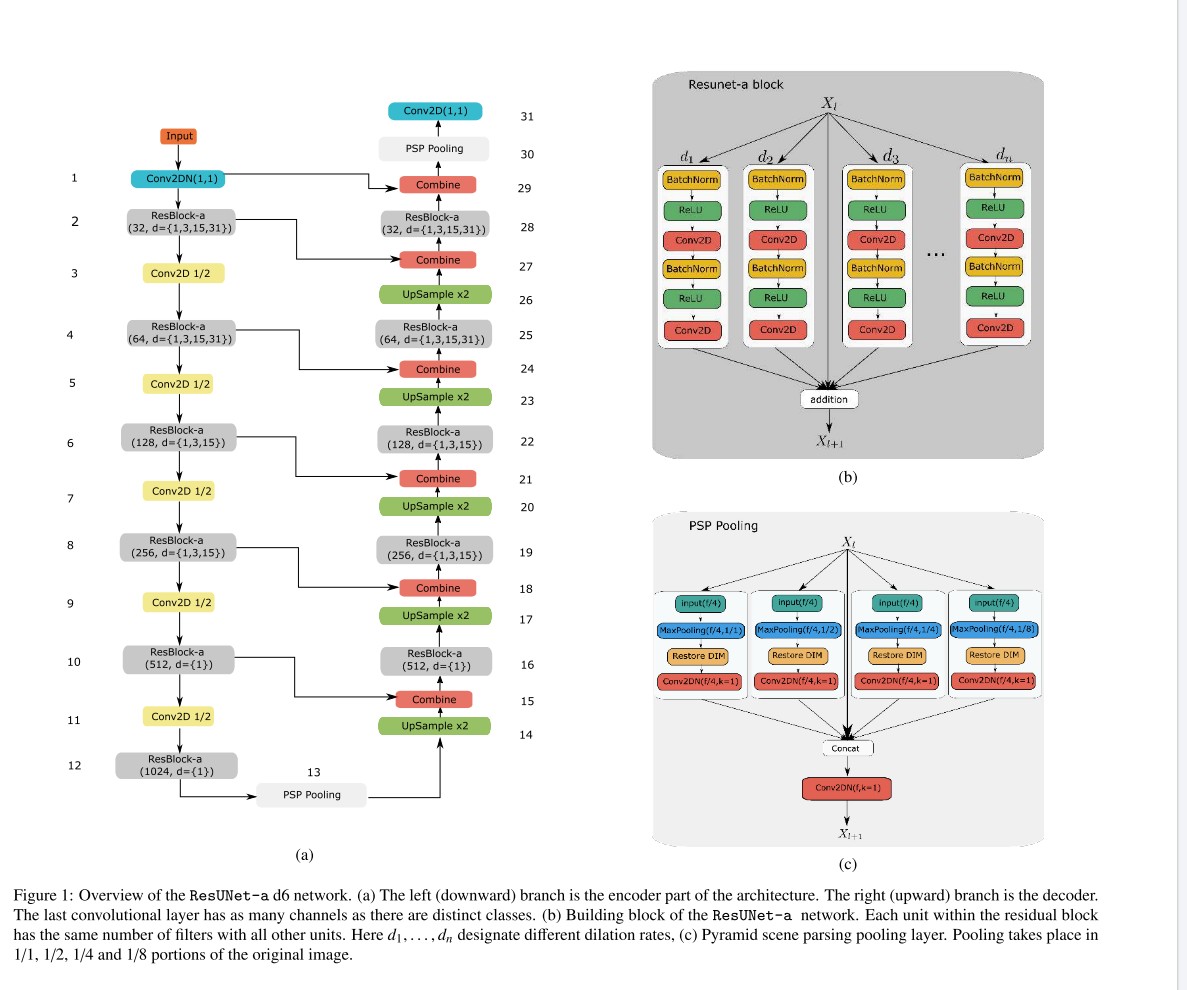 Input
1
Conv2DN(1,1)
2
ResBlock-a
(32, d={1,3,15,31})
3
Conv2D 1/2
4
ResBlock-a
(64, d={1,3,15,31})
5
Conv2D 1/2
6
ResBlock-a
(128, d={1,3,15})
7
Conv2D 1/2
8
ResBlock-a
(256, d={1,3,15})
9
Conv2D 1/2
10
ResBlock-a
(512, d={1})
11
Conv2D 1/2
12
ResBlock-a
(1024, d={1})
13
PSP Pooling
Conv2D(1,1)
31
PSP Pooling
30
Combine
29
ResBlock-a
(32, d={1,3,15,31})
28
Combine
27
UpSample x2
26
ResBlock-a
(64, d={1,3,15,31})
25
Combine
24
UpSample x2
23
ResBlock-a
(128, d={1,3,15})
22
Combine
21
UpSample x2
20
ResBlock-a
(256, d={1,3,15})
19
Combine
18
UpSample x2
17
ResBlock-a
(512, d={1})
16
Combine
15
UpSample x2
14
(a)
Resunet-a block
X_l
d_1 d_2 d_3 d_n
BatchNorm BatchNorm BatchNorm BatchNorm
ReLU ReLU ReLU ReLU
Conv2D Conv2D Conv2D Conv2D
...
BatchNorm BatchNorm BatchNorm BatchNorm
ReLU ReLU ReLU ReLU
Conv2D Conv2D Conv2D Conv2D
addition
X_{l+1}
(b)
PSP Pooling
X_l
input(f/4) input(f/4) input(f/4) input(f/4)
MaxPooling(f/4,1/1) MaxPooling(f/4,1/2) MaxPooling(f/4,1/4) MaxPooling(f/4,1/8)
Restore DIM Restore DIM Restore DIM Restore DIM
Conv2DN(f/4,k=1) Conv2DN(f/4,k=1) Conv2DN(f/4,k=1) Conv2DN(f/4,k=1)
Concat
Conv2DN(f,k=1)
X_{l+1}
(c)
Figure 1: Overview of the ResUNet-a d6 network. (a) The left (downward) branch is the encoder part of the architecture. The right (upward) branch is the decoder.
The last convolutional layer has as many channels as there are distinct classes. (b) Building block of the ResUNet-a network. Each unit within the residual block
has the same number of filters with all other units. Here d_1, . . . , d_n designate different dilation rates, (c) Pyramid scene parsing pooling layer. Pooling takes place in
1/1, 1/2, 1/4 and 1/8 portions of the original image.